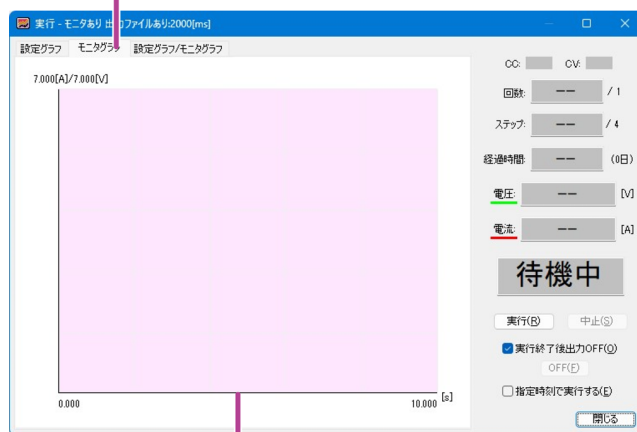 実行 - モニタあり 出力ファイルあり:2000[ms]
設定グラフ モニタグラフ 設定グラフ/モニタグラフ
7.000[A]/7.000[V]
0.000 10.000 [s]
CC: CV:
回数: -- / 1
ステップ: -- / 4
経過時間: -- (0日)
電圧: -- [V]
電流: -- [A]
待機中
実行(R) 中止(S)
実行終了後出力OFF(O)
OFF(F)
指定時刻で実行する(E)
閉じる